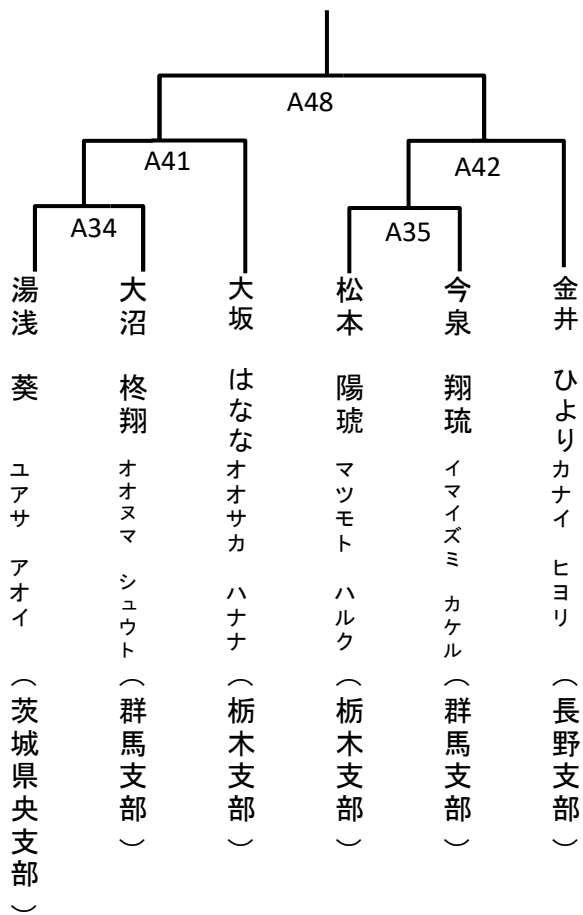 A48
A41
A42
A34
A35
湯浅 葵 ユアサ アオイ (茨城県央支部)
大沼 柊翔 オオヌマ シュウト (群馬支部)
大坂 はなな オオサカ ハナナ (栃木支部)
松本 陽琥 マツモト ハルク (栃木支部)
今泉 翔琉 イマイズミ カケル (群馬支部)
金井 ひより カナイ ヒヨリ (長野支部)